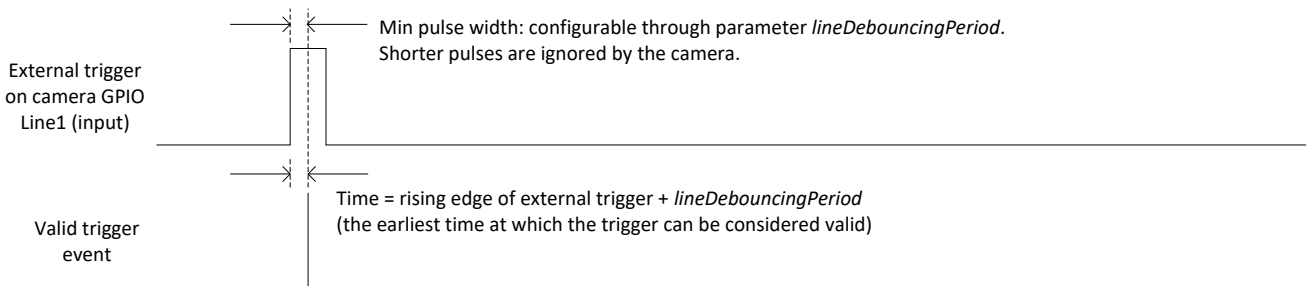 Min pulse width: configurable through parameter lineDebouncingPeriod.
Shorter pulses are ignored by the camera.
External trigger
on camera GPIO
Line1 (input)
Time = rising edge of external trigger + lineDebouncingPeriod
(the earliest time at which the trigger can be considered valid)
Valid trigger
event